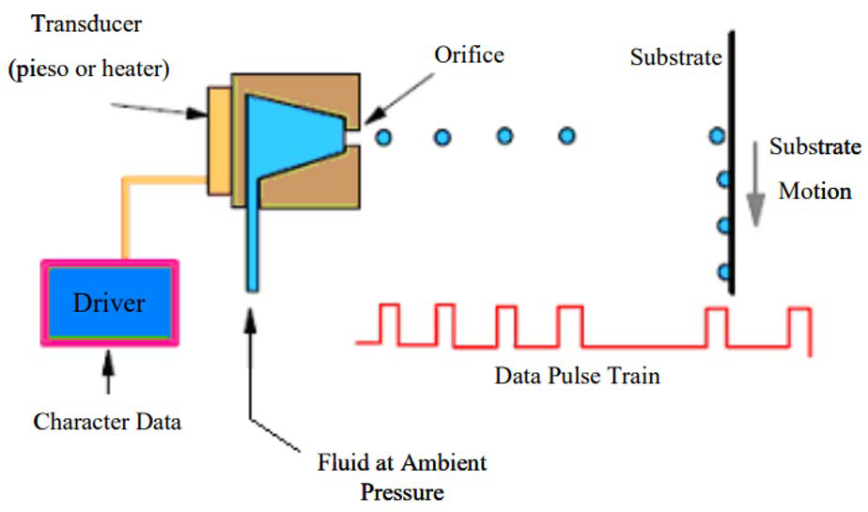 Transducer
(pieso or heater)
Orifice
Substrate
Substrate
Motion
Driver
Data Pulse Train
Character Data
Fluid at Ambient
Pressure